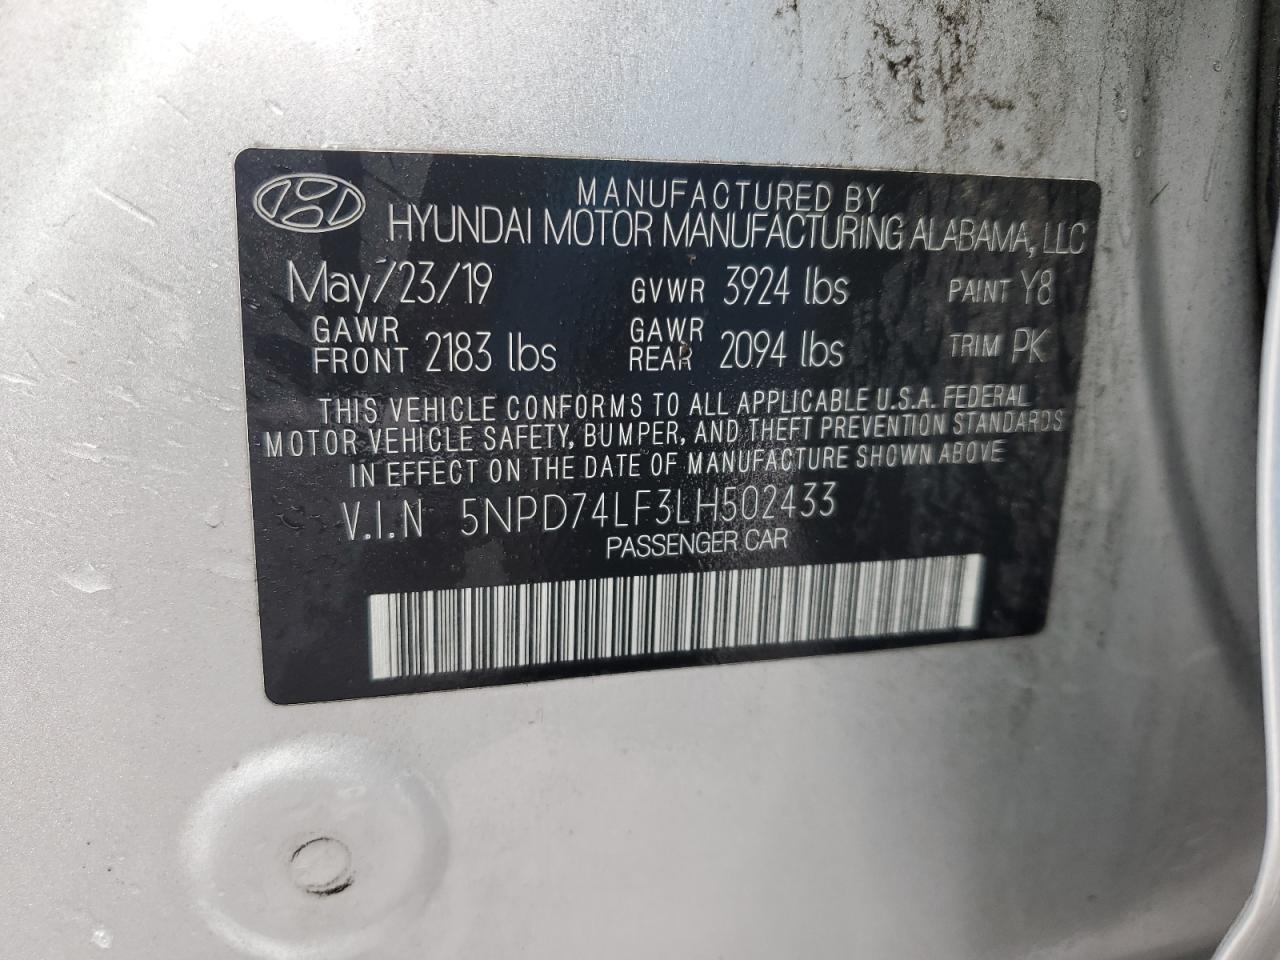 MANUFACTURED BY
HYUNDAI MOTOR MANUFACTURING ALABAMA, LLC
May/23/19 GVWR 3924 lbs PAINT Y8
GAWR FRONT 2183 lbs GAWR REAR 2094 lbs TRIM PK
THIS VEHICLE CONFORMS TO ALL APPLICABLE U.S.A. FEDERAL
MOTOR VEHICLE SAFETY, BUMPER, AND THEFT PREVENTION STANDARDS
IN EFFECT ON THE DATE OF MANUFACTURE SHOWN ABOVE
V.I.N 5NPD74LF3LH502433
PASSENGER CAR